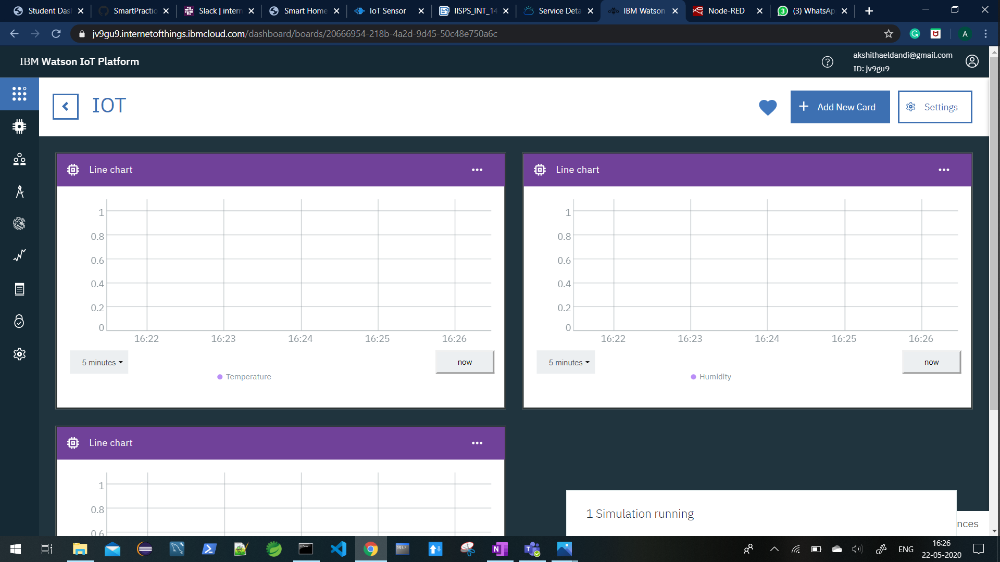 Student Das
SmartPractic
Slack | intern
Smart Home
IoT Sensor
IISPS_INT_14
Service Deta
IBM Watson
Node-RED
(3) WhatsAp
jv9gu9.internetofthings.ibmcloud.com/dashboard/boards/20666954-218b-4a2d-9d45-50c48e750a6c
A
IBM Watson IoT Platform
akshithaeldandi@gmail.com
ID: jv9gu9
IOT
Add New Card
Settings
Line chart
1
0.8
0.6
0.4
0.2
0
16:22 16:23 16:24 16:25 16:26
5 minutes
now
Temperature
Line chart
1
0.8
0.6
0.4
0.2
0
16:22 16:23 16:24 16:25 16:26
5 minutes
now
Humidity
Line chart
1
0.8
0.6
1 Simulation running
nces
ENG
16:26
22-05-2020